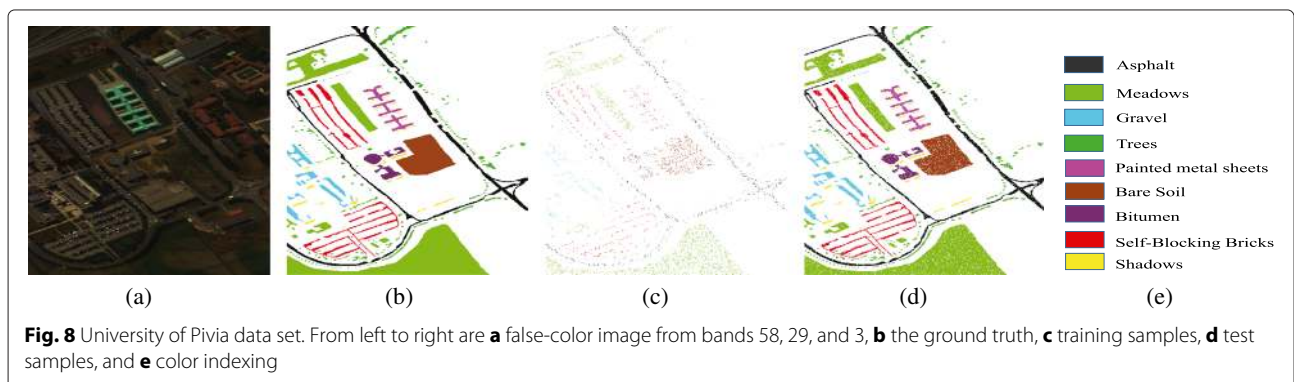 Asphalt
Meadows
Gravel
Trees
Painted metal sheets
Bare Soil
Bitumen
Self-Blocking Bricks
Shadows
(a) (b) (c) (d) (e)
Fig. 8 University of Pivia data set. From left to right are a false-color image from bands 58, 29, and 3, b the ground truth, c training samples, d test
samples, and e color indexing